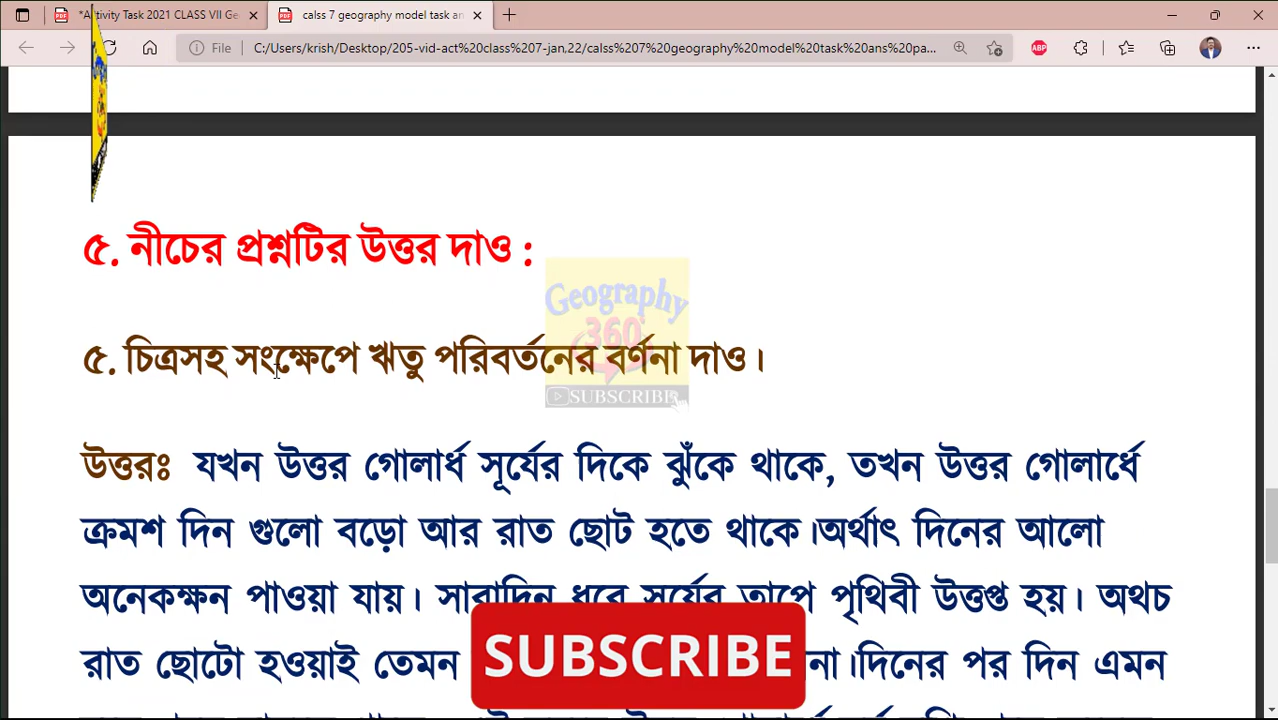 *Activity Task 2021 CLASS VII Ge
calss 7 geography model task an
File
C:/Users/krish/Desktop/205-vid-act%20class%207-jan,22/calss%207%20geography%20model%20task%20ans%20pa...
ABP
৫. নীচের প্রশ্নটির উত্তর দাও :
Geography
360°
SUBSCRIBE
৫. চিত্রসহ সংক্ষেপে ঋতু পরিবর্তনের বর্ণনা দাও।
উত্তরঃ যখন উত্তর গোলার্ধ সূর্যের দিকে ঝুঁকে থাকে, তখন উত্তর গোলার্ধে
ক্রমশ দিন গুলো বড়ো আর রাত ছোট হতে থাকে।অর্থাৎ দিনের আলো
অনেকক্ষন পাওয়া যায়। সারাদিন ধরে সূর্যের তাপে পৃথিবী উত্তপ্ত হয়। অথচ
রাত ছোটো হওয়াই তেমন না।দিনের পর দিন এমন
SUBSCRIBE